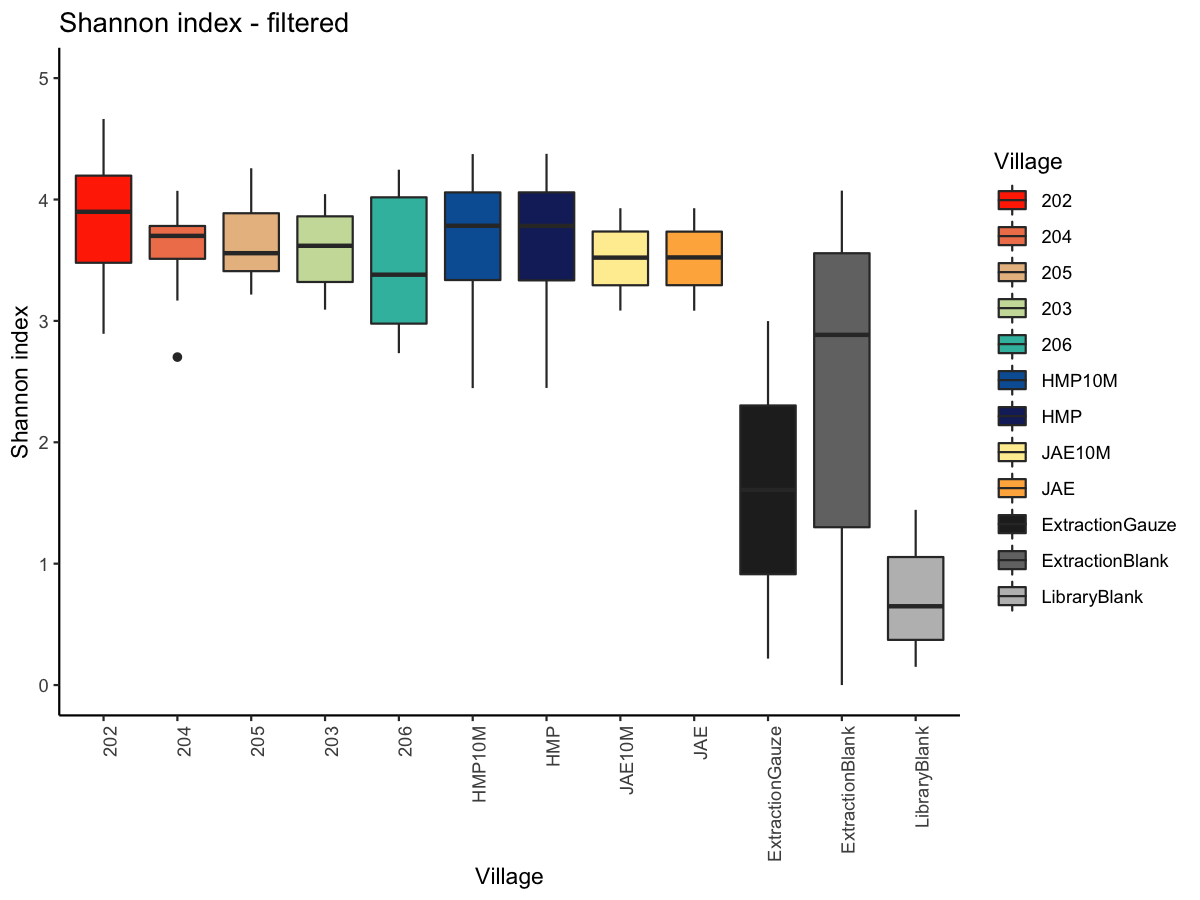 Shannon index - filtered
Shannon index
5
4
3
2
1
0
202
204
205
203
206
HMP10M
HMP
JAE10M
JAE
ExtractionGauze
ExtractionBlank
LibraryBlank
Village
Village
202
204
205
203
206
HMP10M
HMP
JAE10M
JAE
ExtractionGauze
ExtractionBlank
LibraryBlank